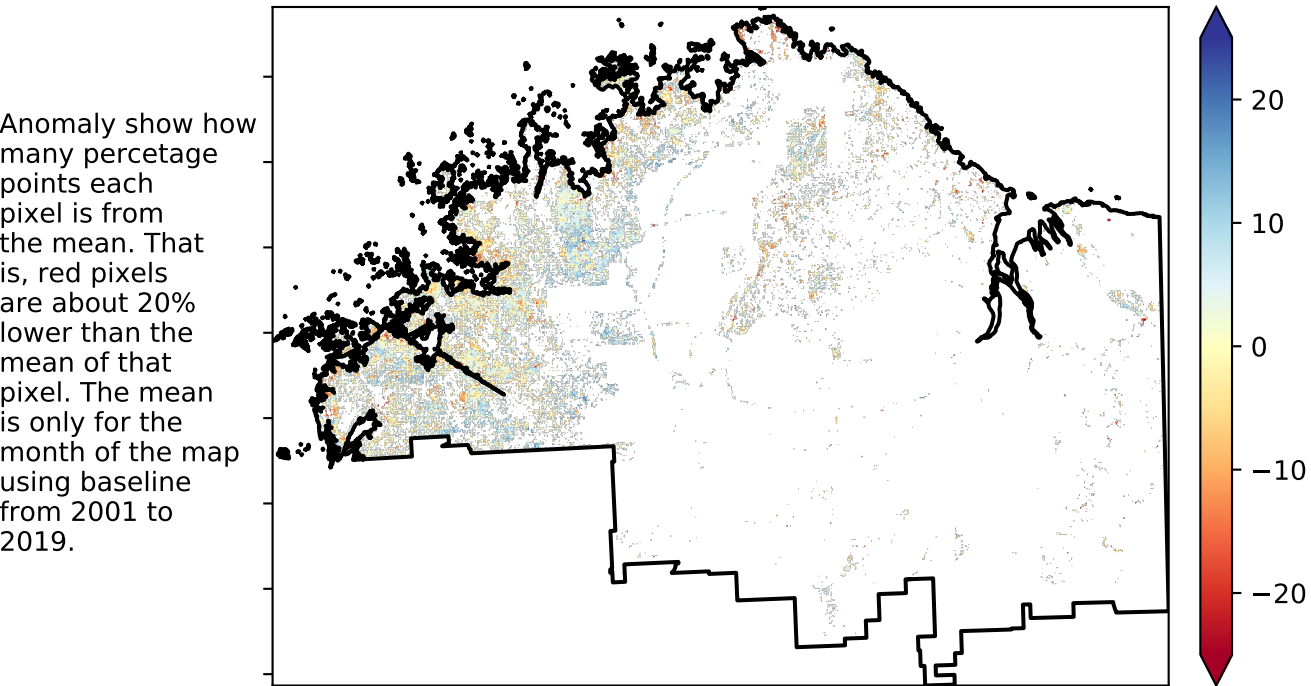 Anomaly show how
many percetage
points each
pixel is from
the mean. That
is, red pixels
are about 20%
lower than the
mean of that
pixel. The mean
is only for the
month of the map
using baseline
from 2001 to
2019.
20
10
0
−10
−20